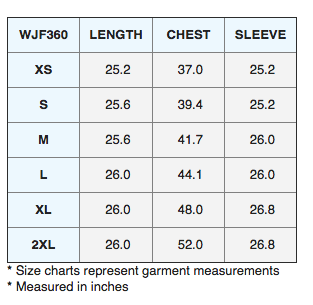 WJF360 LENGTH CHEST SLEEVE
XS 25.2 37.0 25.2
S 25.6 39.4 25.2
M 25.6 41.7 26.0
L 26.0 44.1 26.0
XL 26.0 48.0 26.8
2XL 26.0 52.0 26.8
* Size charts represent garment measurements
* Measured in inches